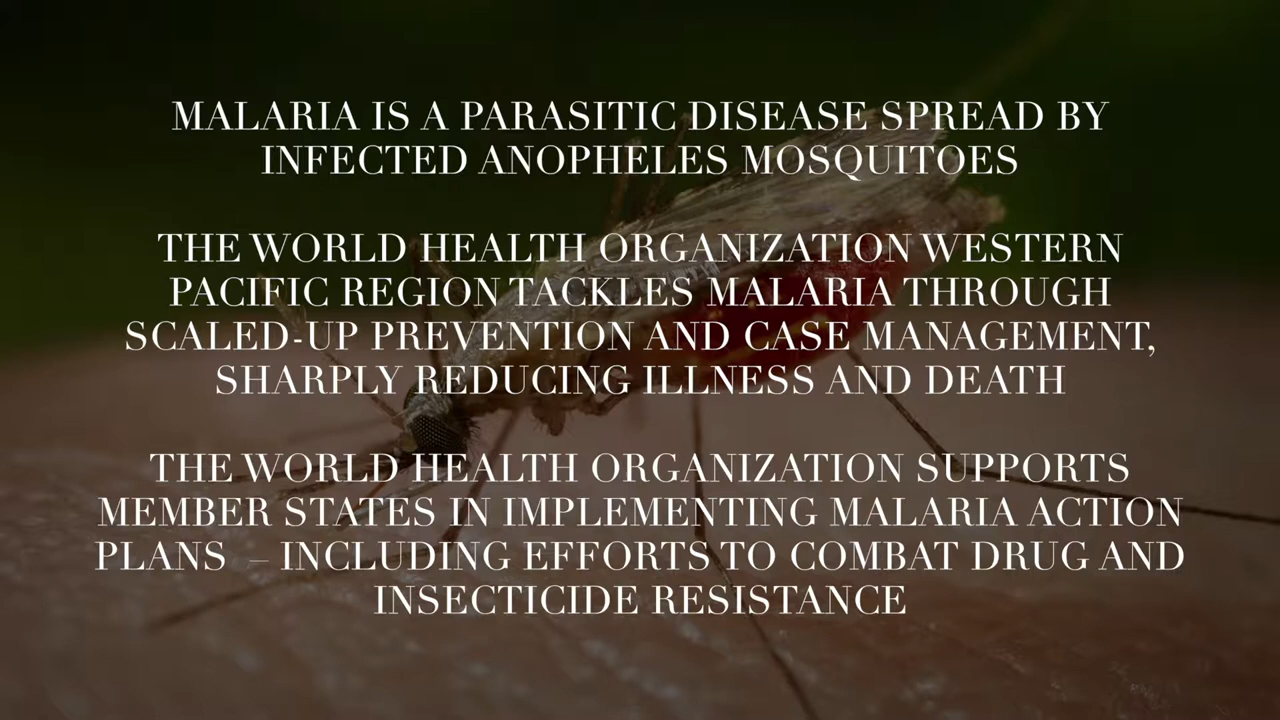 MALARIA IS A PARASITIC DISEASE SPREAD BY
INFECTED ANOPHELES MOSQUITOES
THE WORLD HEALTH ORGANIZATION WESTERN
PACIFIC REGION TACKLES MALARIA THROUGH
SCALED-UP PREVENTION AND CASE MANAGEMENT,
SHARPLY REDUCING ILLNESS AND DEATH
THE WORLD HEALTH ORGANIZATION SUPPORTS
MEMBER STATES IN IMPLEMENTING MALARIA ACTION
PLANS – INCLUDING EFFORTS TO COMBAT DRUG AND
INSECTICIDE RESISTANCE